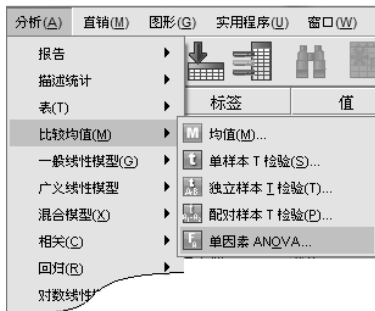 分析(A) 直销(M) 图形(G) 实用程序(U) 窗口(W)
报告
描述统计
标签 值
表(T)
比较均值(M)
均值(M)...
一般线性模型(G)
单样本 T 检验(S)...
广义线性模型
独立样本 T 检验(T)...
混合模型(X)
配对样本 T 检验(P)...
相关(C)
单因素 ANOVA...
回归(R)
对数线性